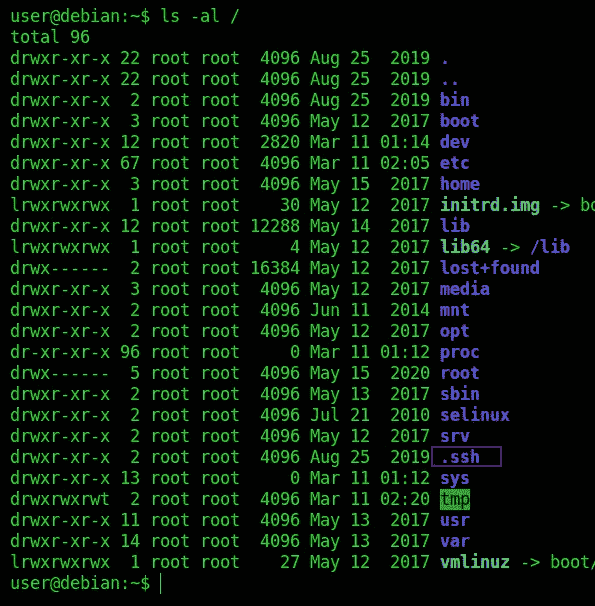 user@debian:~$ ls -al /
total 96
drwxr-xr-x 22 root root  4096 Aug 25  2019 .
drwxr-xr-x 22 root root  4096 Aug 25  2019 ..
drwxr-xr-x  2 root root  4096 Aug 25  2019 bin
drwxr-xr-x  3 root root  4096 May 12  2017 boot
drwxr-xr-x 12 root root  2820 Mar 11 01:14 dev
drwxr-xr-x 67 root root  4096 Mar 11 02:05 etc
drwxr-xr-x  3 root root  4096 May 15  2017 home
lrwxrwxrwx  1 root root    30 May 12  2017 initrd.img -> bo
drwxr-xr-x 12 root root 12288 May 14  2017 lib
lrwxrwxrwx  1 root root     4 May 12  2017 lib64 -> /lib
drwx------  2 root root 16384 May 12  2017 lost+found
drwxr-xr-x  3 root root  4096 May 12  2017 media
drwxr-xr-x  2 root root  4096 Jun 11  2014 mnt
drwxr-xr-x  2 root root  4096 May 12  2017 opt
dr-xr-xr-x 96 root root     0 Mar 11 01:12 proc
drwx------  5 root root  4096 May 15  2020 root
drwxr-xr-x  2 root root  4096 May 13  2017 sbin
drwxr-xr-x  2 root root  4096 Jul 21  2010 selinux
drwxr-xr-x  2 root root  4096 May 12  2017 srv
drwxr-xr-x  2 root root  4096 Aug 25  2019 .ssh
drwxr-xr-x 13 root root     0 Mar 11 01:12 sys
drwxrwxrwt  2 root root  4096 Mar 11 02:20 tmp
drwxr-xr-x 11 root root  4096 May 13  2017 usr
drwxr-xr-x 14 root root  4096 May 13  2017 var
lrwxrwxrwx  1 root root    27 May 12  2017 vmlinuz -> boot/
user@debian:~$